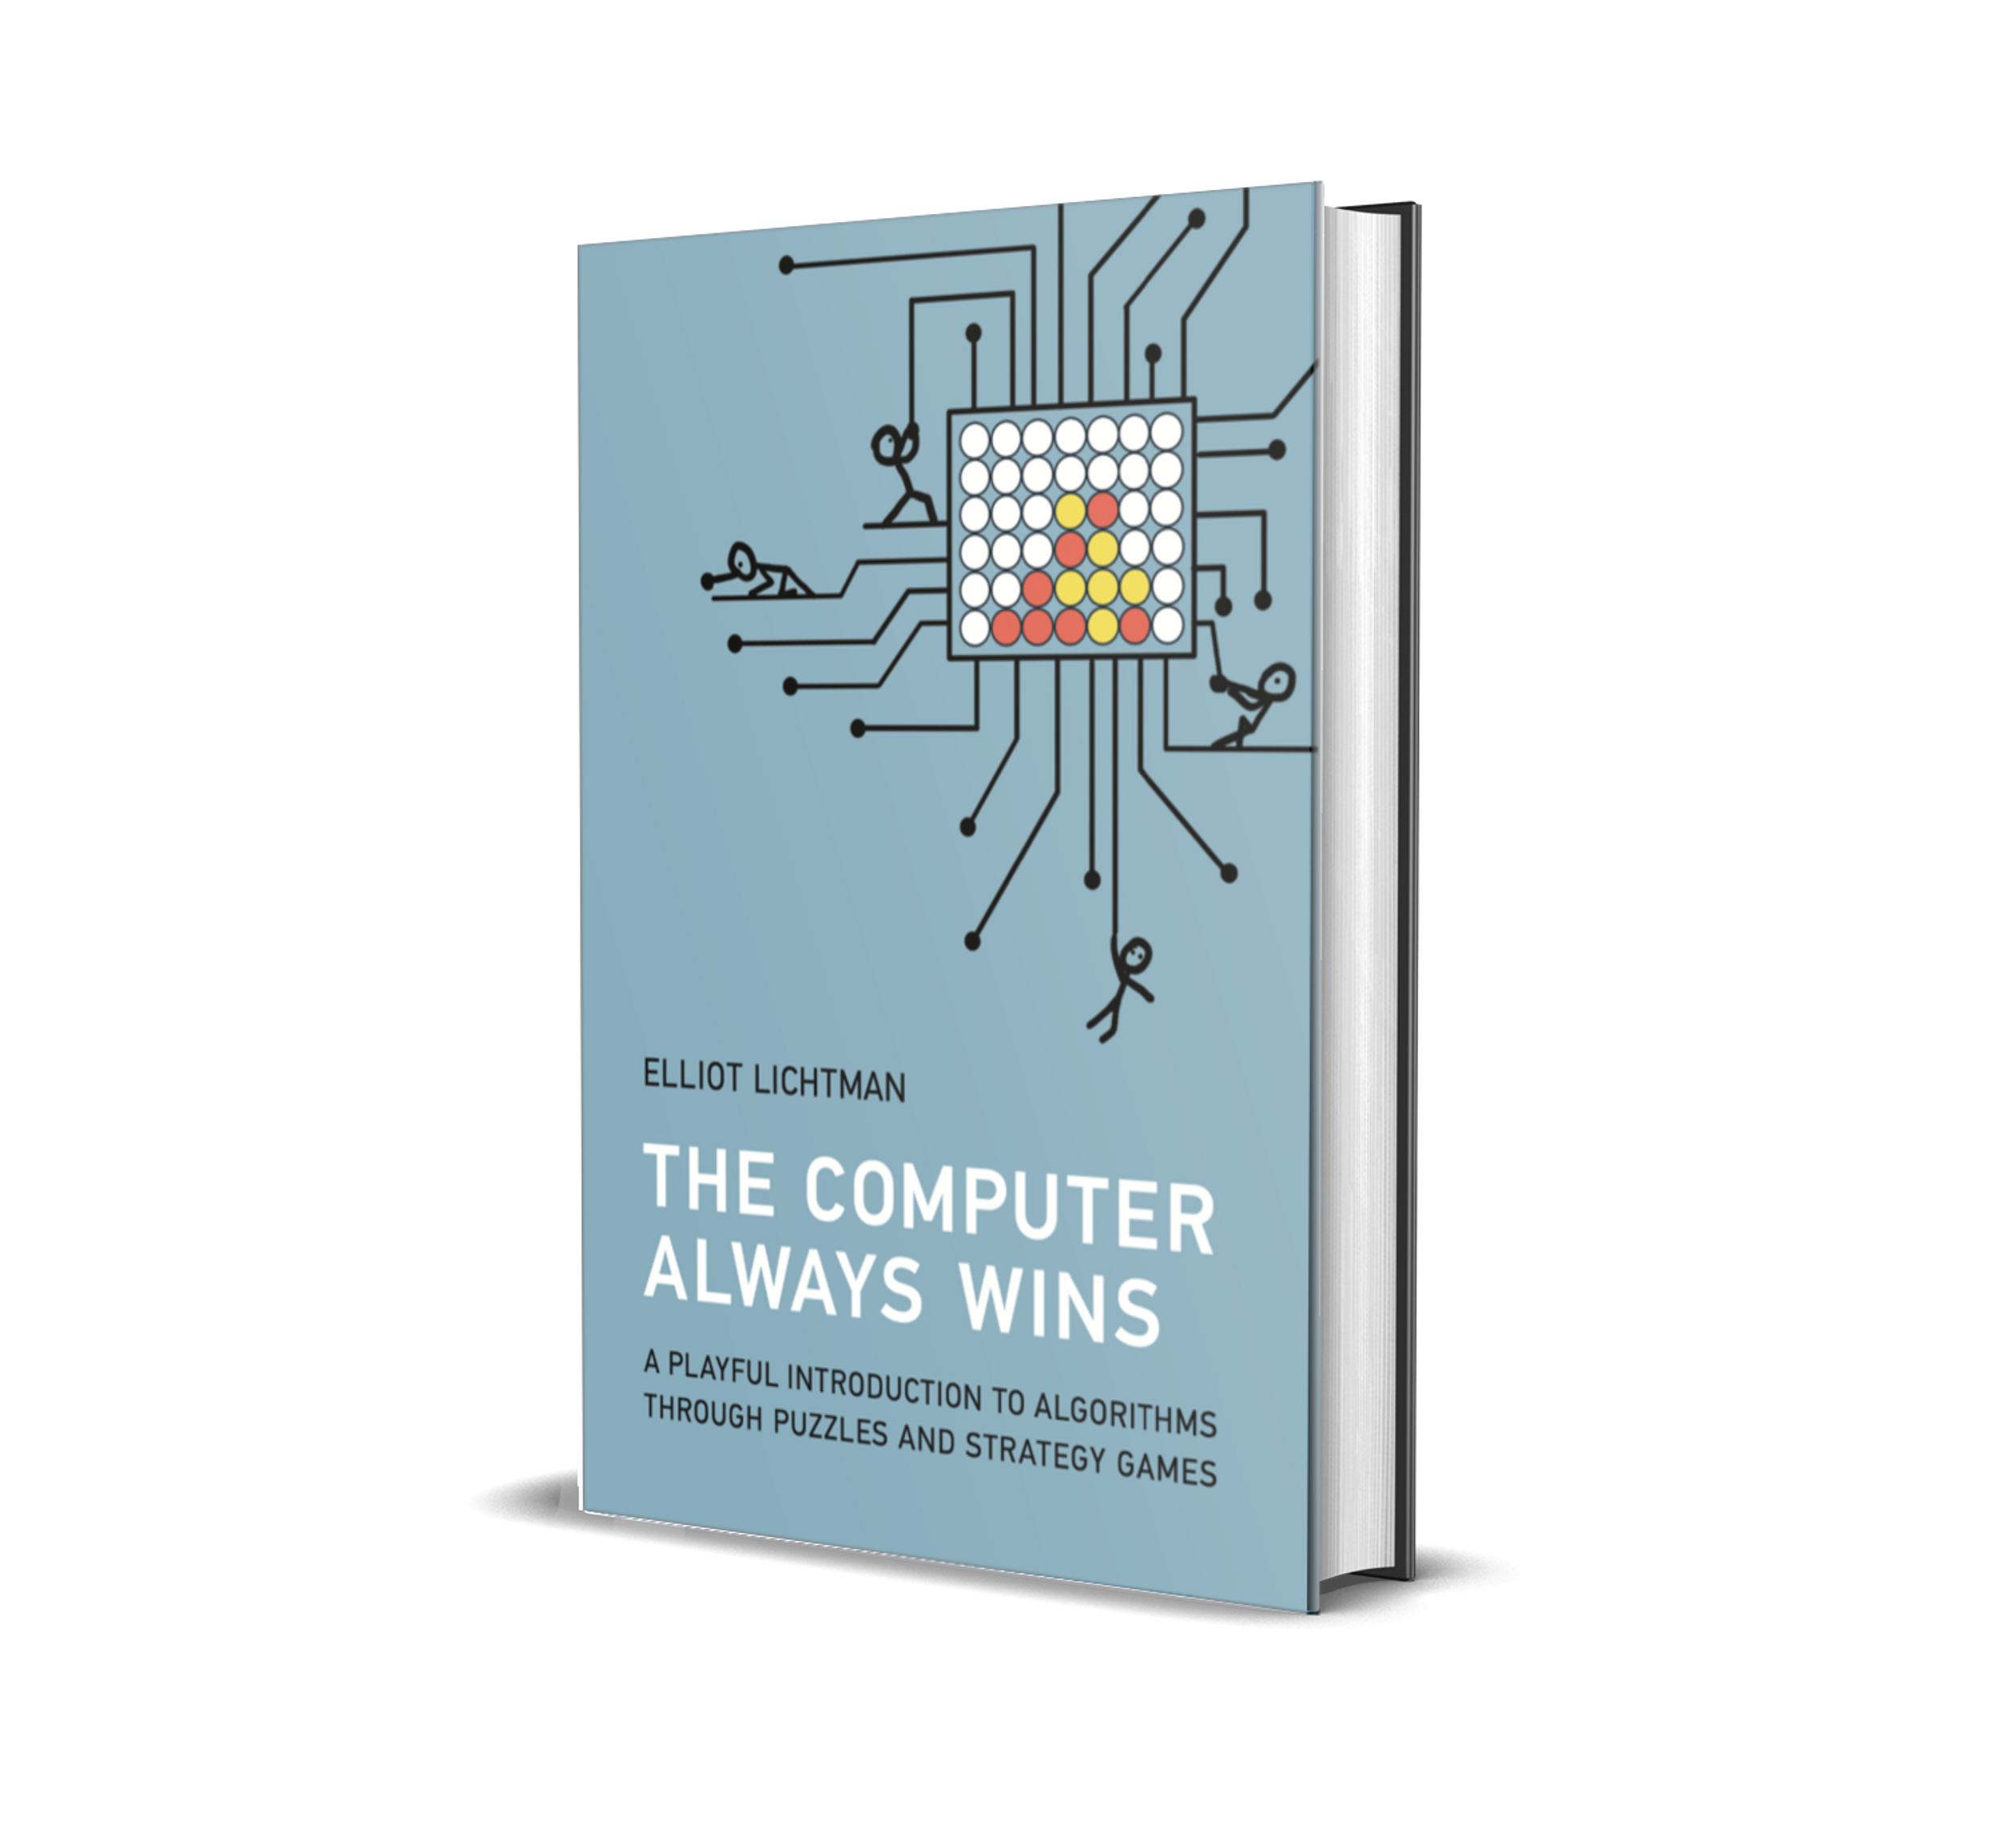 ELLIOT LICHTMAN
THE COMPUTER
ALWAYS WINS
A PLAYFUL INTRODUCTION TO ALGORITHMS
THROUGH PUZZLES AND STRATEGY GAMES